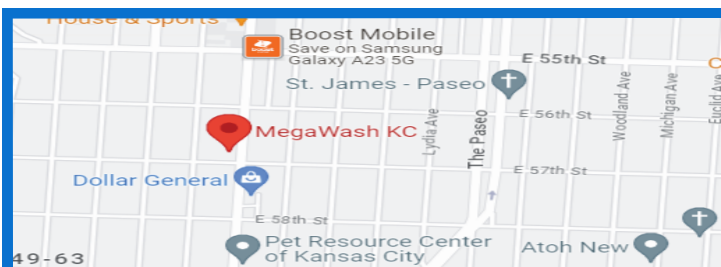 House & Sports
Boost Mobile
Save on Samsung
Galaxy A23 5G
boost
E 55th St
C
St. James - Paseo
E 56th St
MegaWash KC
Lydia Ave
The Paseo
Woodland Ave
Michigan Ave
Euclid Ave
E 57th St
Dollar General
E 58th St
Pet Resource Center
of Kansas City
Atoh New
49-63